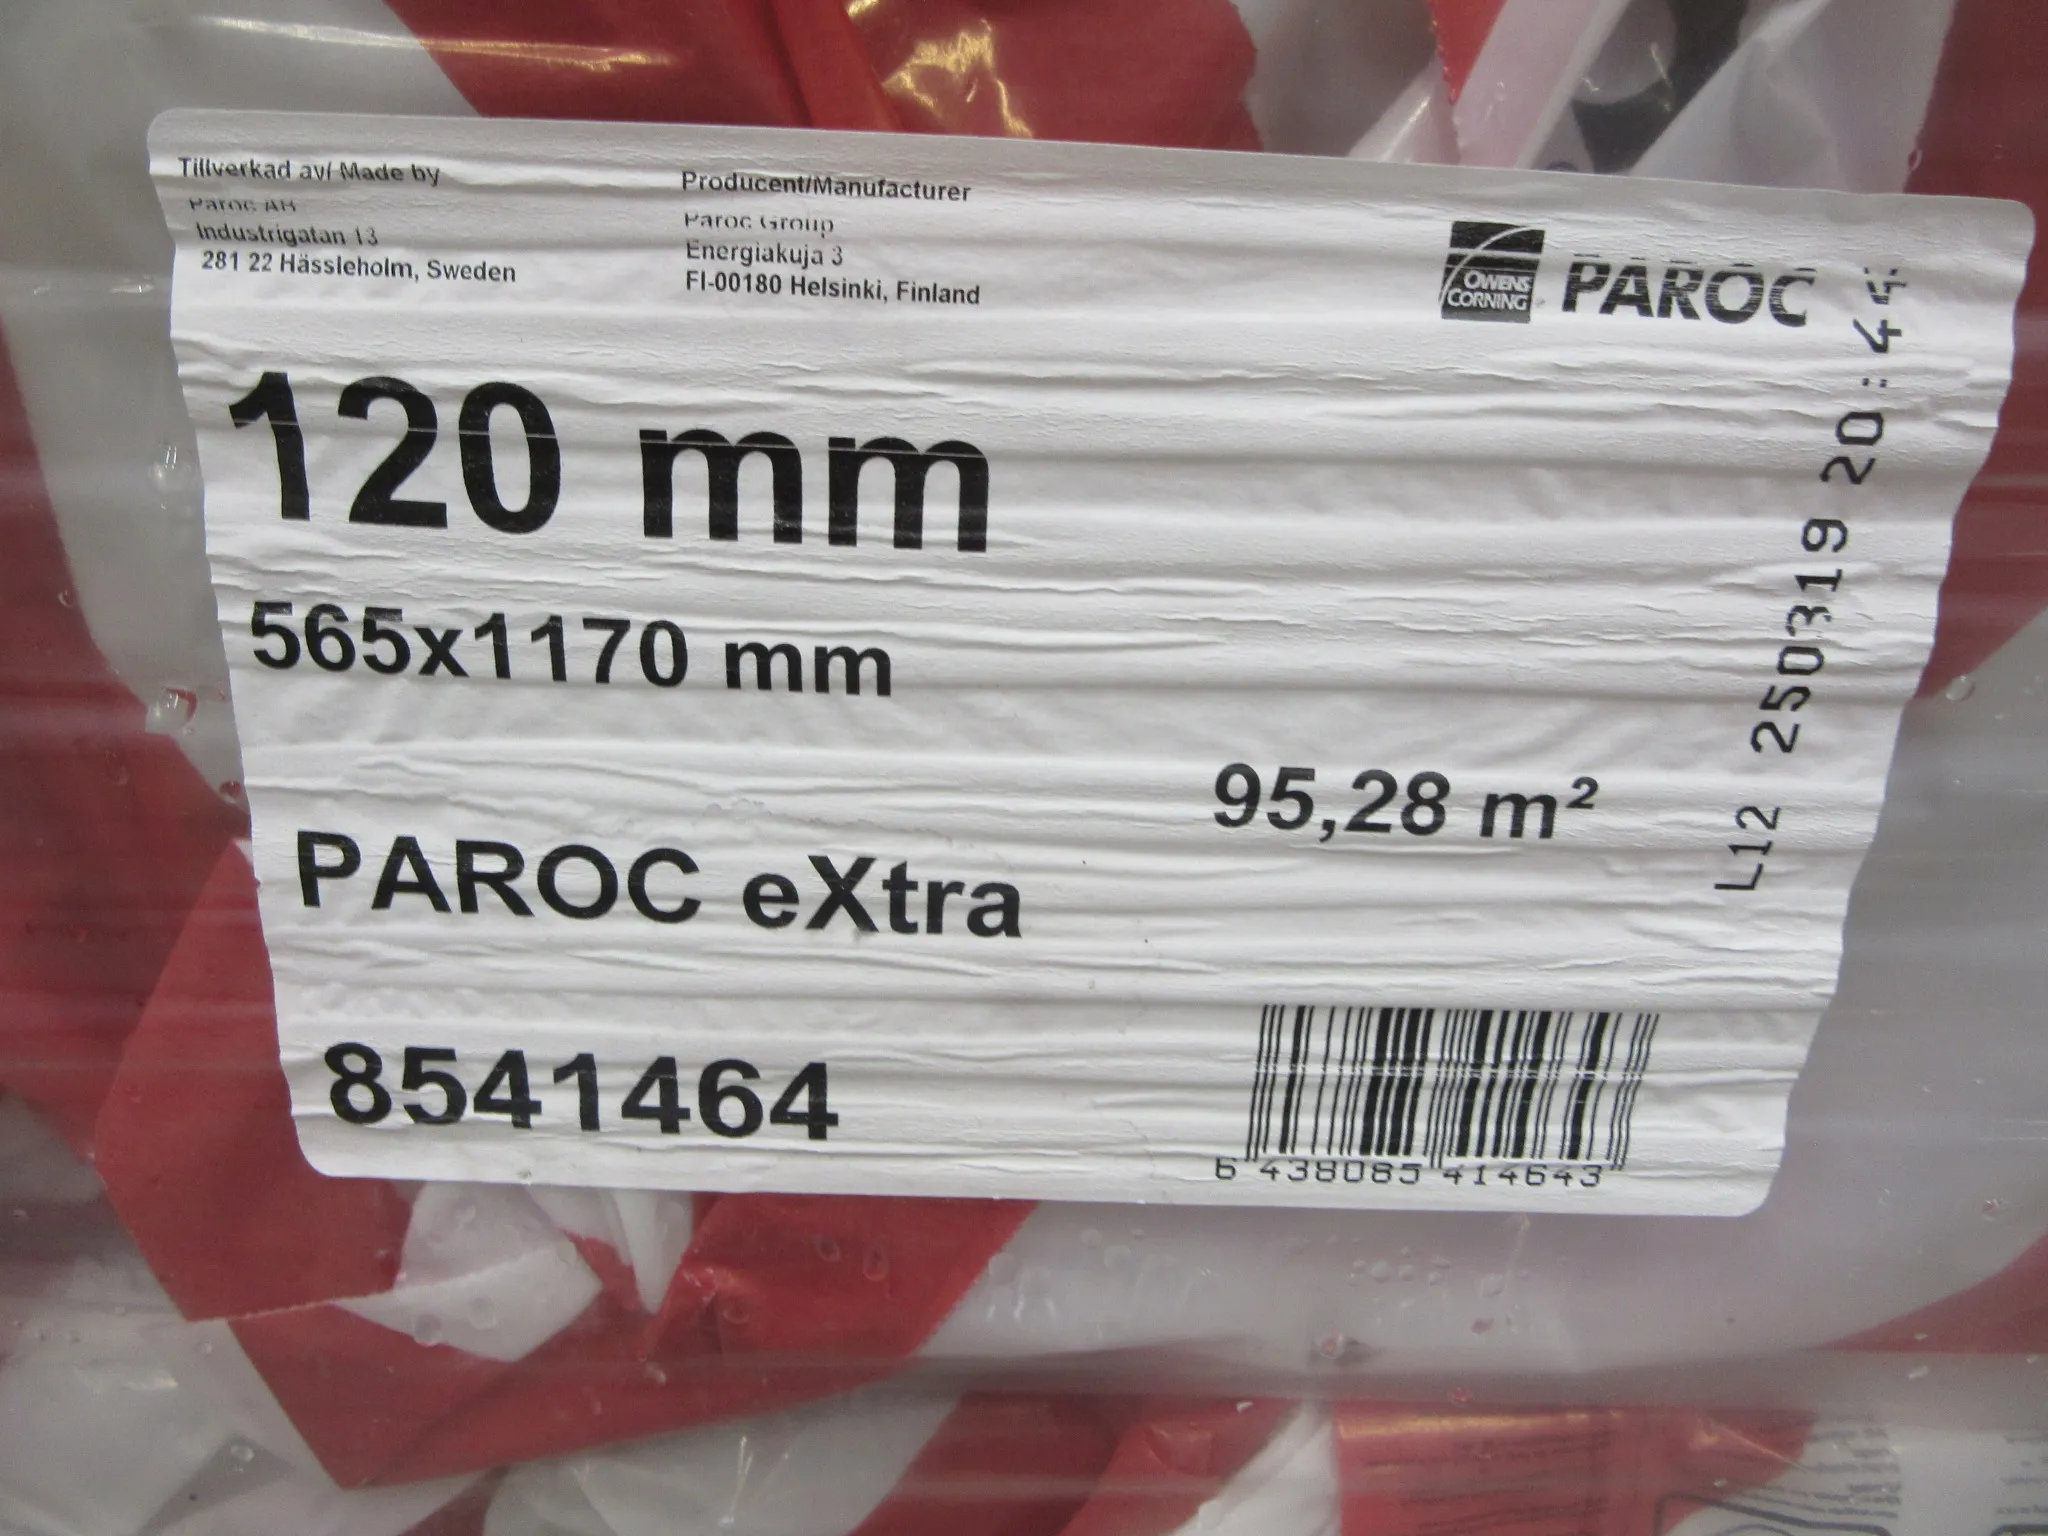 Tillverkad av/ Made by
Paroc AB
Industrigatan 13
281 22 Hässleholm, Sweden
Producent/Manufacturer
Paroc Group
Energiakuja 3
FI-00180 Helsinki, Finland
OWENS
CORNING
PAROC
120 mm
565x1170 mm
95,28 m²
PAROC eXtra
8541464
6 438085 414643
L12 250319 20:44